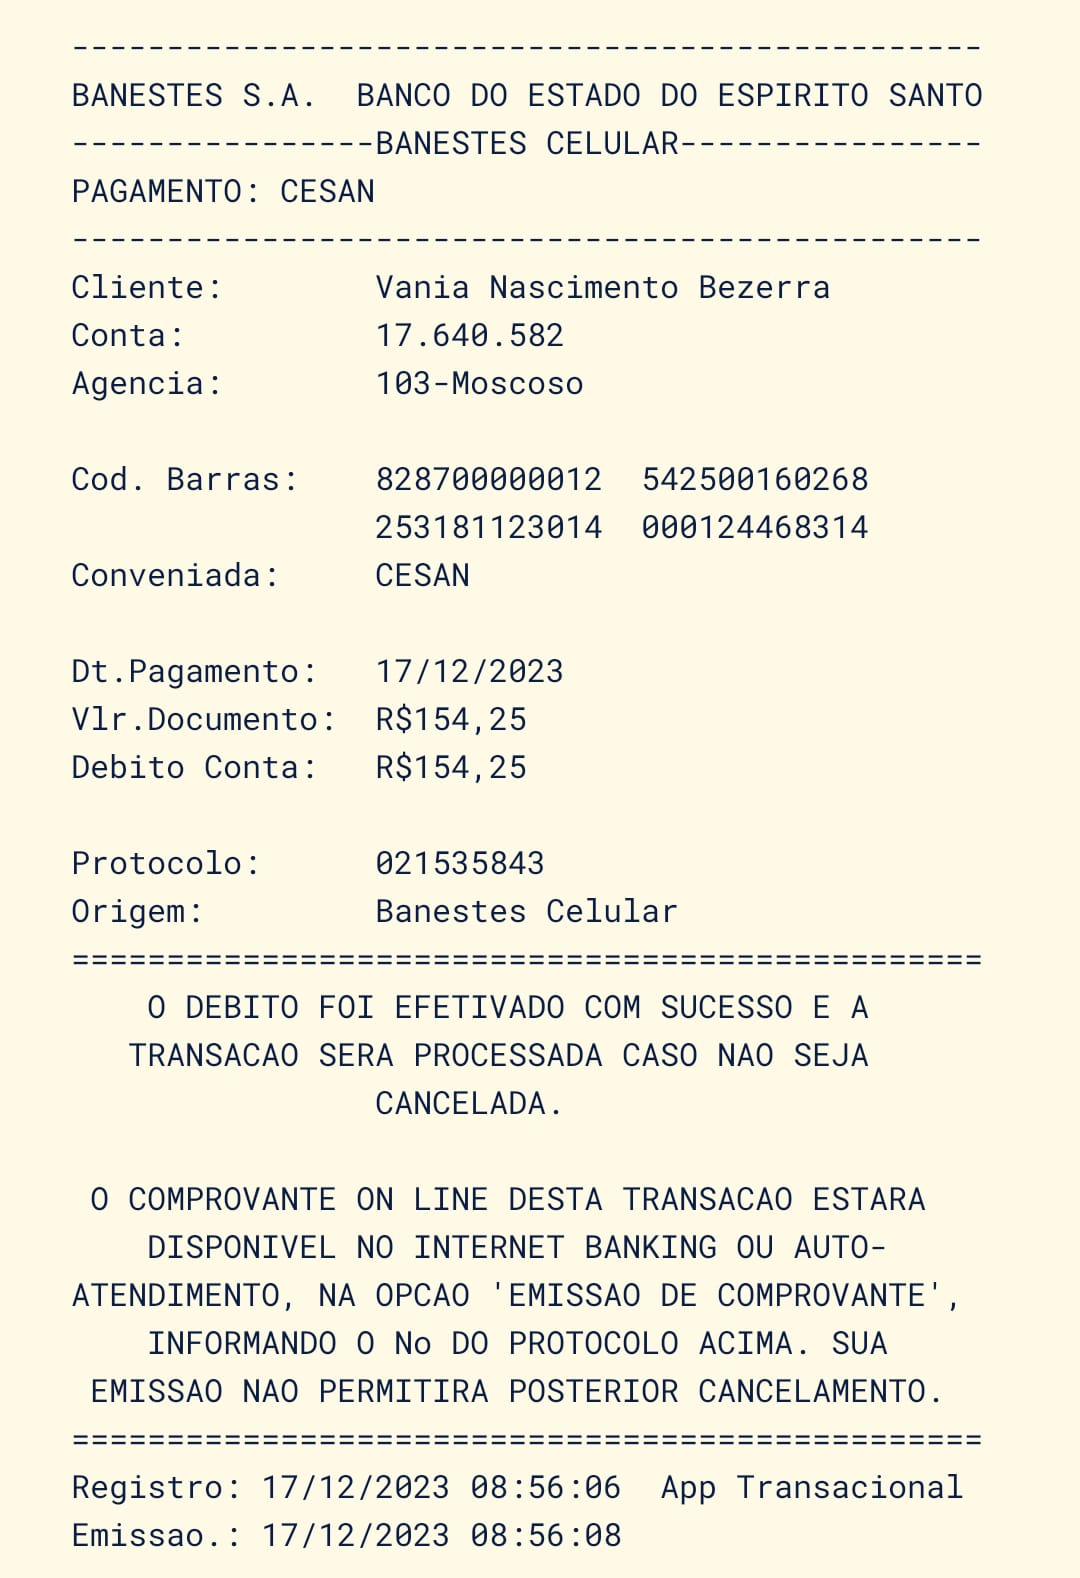 ------------------------------------------------
BANESTES S.A.  BANCO DO ESTADO DO ESPIRITO SANTO
----------------BANESTES CELULAR----------------
PAGAMENTO: CESAN
------------------------------------------------
Cliente:        Vania Nascimento Bezerra
Conta:          17.640.582
Agencia:        103-Moscoso
Cod. Barras:    828700000012  542500160268
                253181123014  000124468314
Conveniada:     CESAN
Dt.Pagamento:   17/12/2023
Vlr.Documento:  R$154,25
Debito Conta:   R$154,25
Protocolo:      021535843
Origem:         Banestes Celular
================================================
O DEBITO FOI EFETIVADO COM SUCESSO E A
TRANSACAO SERA PROCESSADA CASO NAO SEJA
CANCELADA.
O COMPROVANTE ON LINE DESTA TRANSACAO ESTARA
DISPONIVEL NO INTERNET BANKING OU AUTO-
ATENDIMENTO, NA OPCAO 'EMISSAO DE COMPROVANTE',
INFORMANDO O No DO PROTOCOLO ACIMA. SUA
EMISSAO NAO PERMITIRA POSTERIOR CANCELAMENTO.
================================================
Registro: 17/12/2023 08:56:06  App Transacional
Emissao.: 17/12/2023 08:56:08